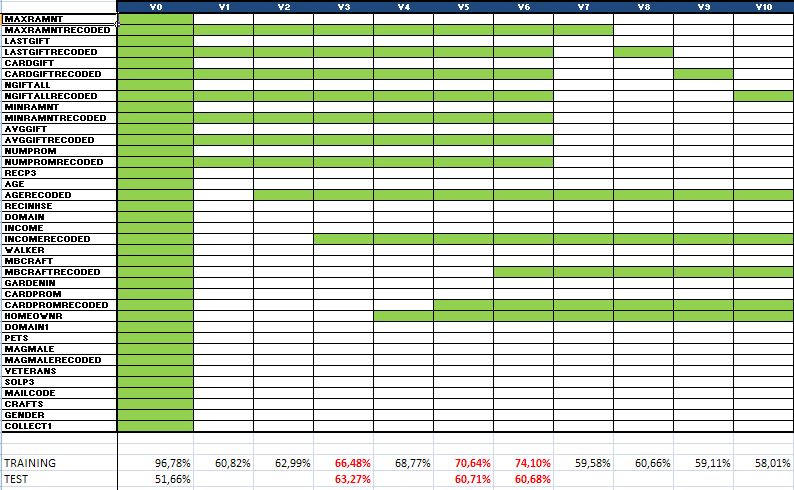 V0 V1 V2 V3 V4 V5 V6 V7 V8 V9 V10
MAXRAMNT
MAXRAMNTRECODED
LASTGIFT
LASTGIFTRECODED
CARDGIFT
CARDGIFTRECODED
NGIFTALL
NGIFTALLRECODED
MINRAMNT
MINRAMNTRECODED
AVGGIFT
AVGGIFTRECODED
NUMPROM
NUMPROMRECODED
RECP3
AGE
AGERECODED
RECINHSE
DOMAIN
INCOME
INCOMERECODED
WALKER
MBCRAFT
MBCRAFTRECODED
GARDENIN
CARDPROM
CARDPROMRECODED
HOMEOWNR
DOMAIN1
PETS
MAGMALE
MAGMALERECODED
VETERANS
SOLP3
MAILCODE
CRAFTS
GENDER
COLLECT1
TRAINING 96,78% 60,82% 62,99% 66,48% 68,77% 70,64% 74,10% 59,58% 60,66% 59,11% 58,01%
TEST 51,66% 63,27% 60,71% 60,68%